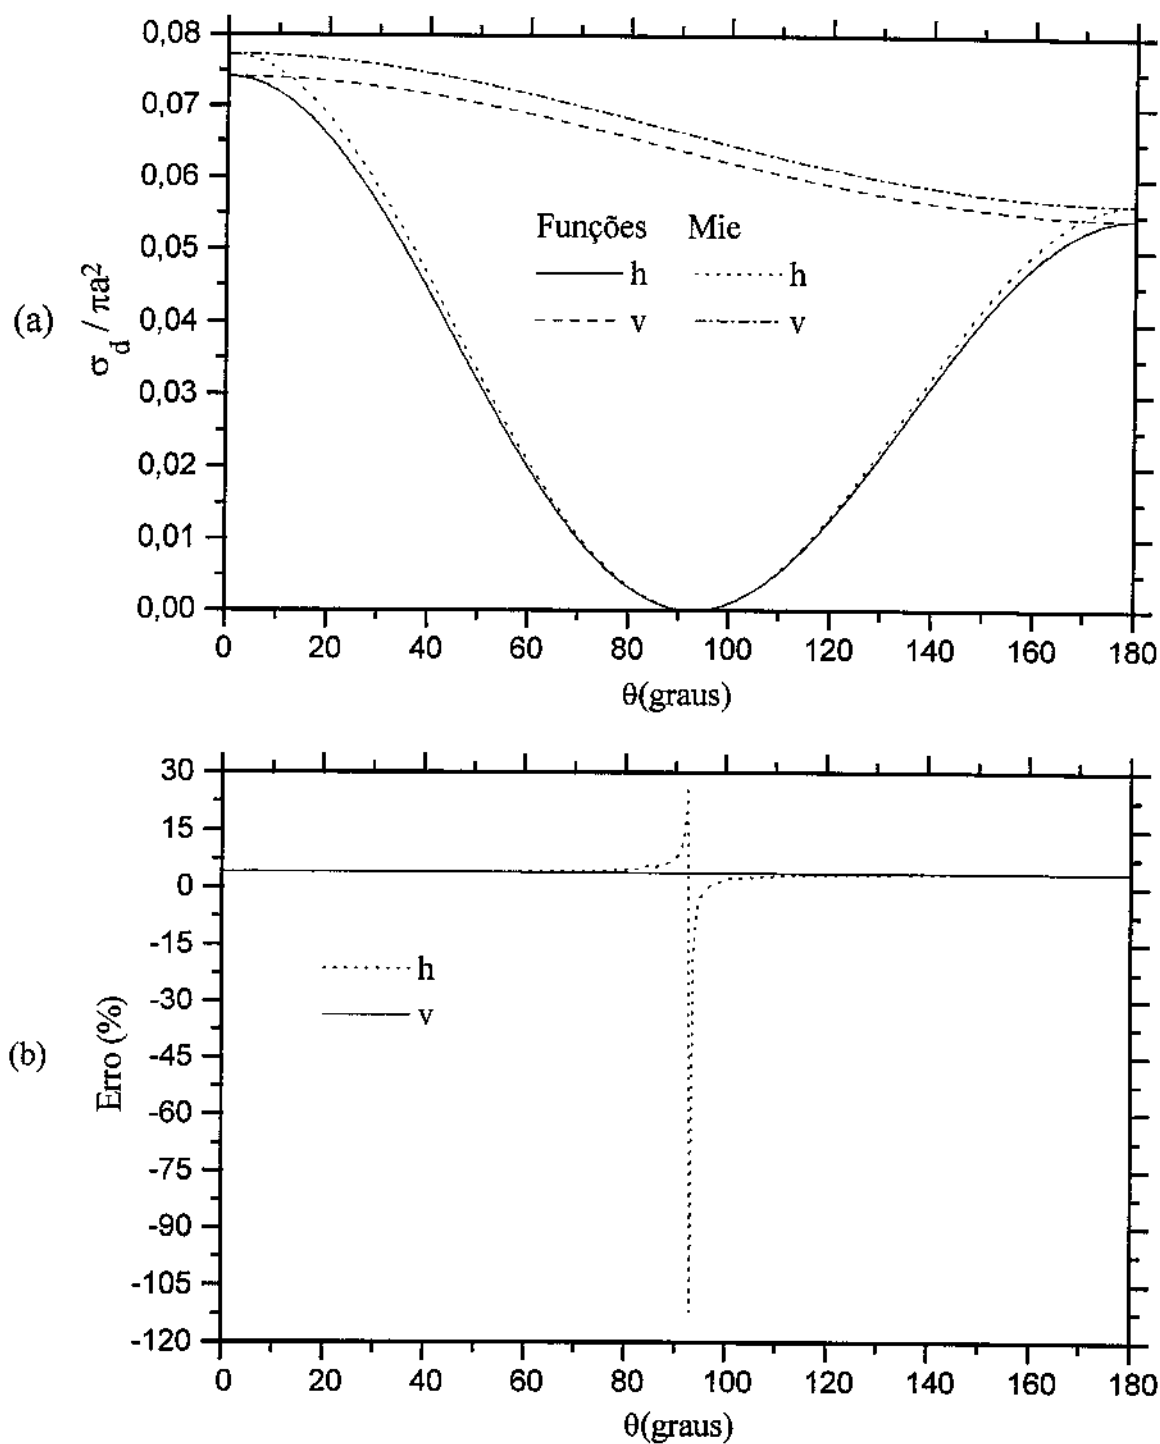 0,08
0,07
0,06
0,05
0,04
0,03
0,02
0,01
0,00
(a)
σd / πa²
Funções Mie
h h
v v
0 20 40 60 80 100 120 140 160 180
θ(graus)
30
15
0
-15
-30
-45
-60
-75
-90
-105
-120
(b)
Erro (%)
h
v
0 20 40 60 80 100 120 140 160 180
θ(graus)